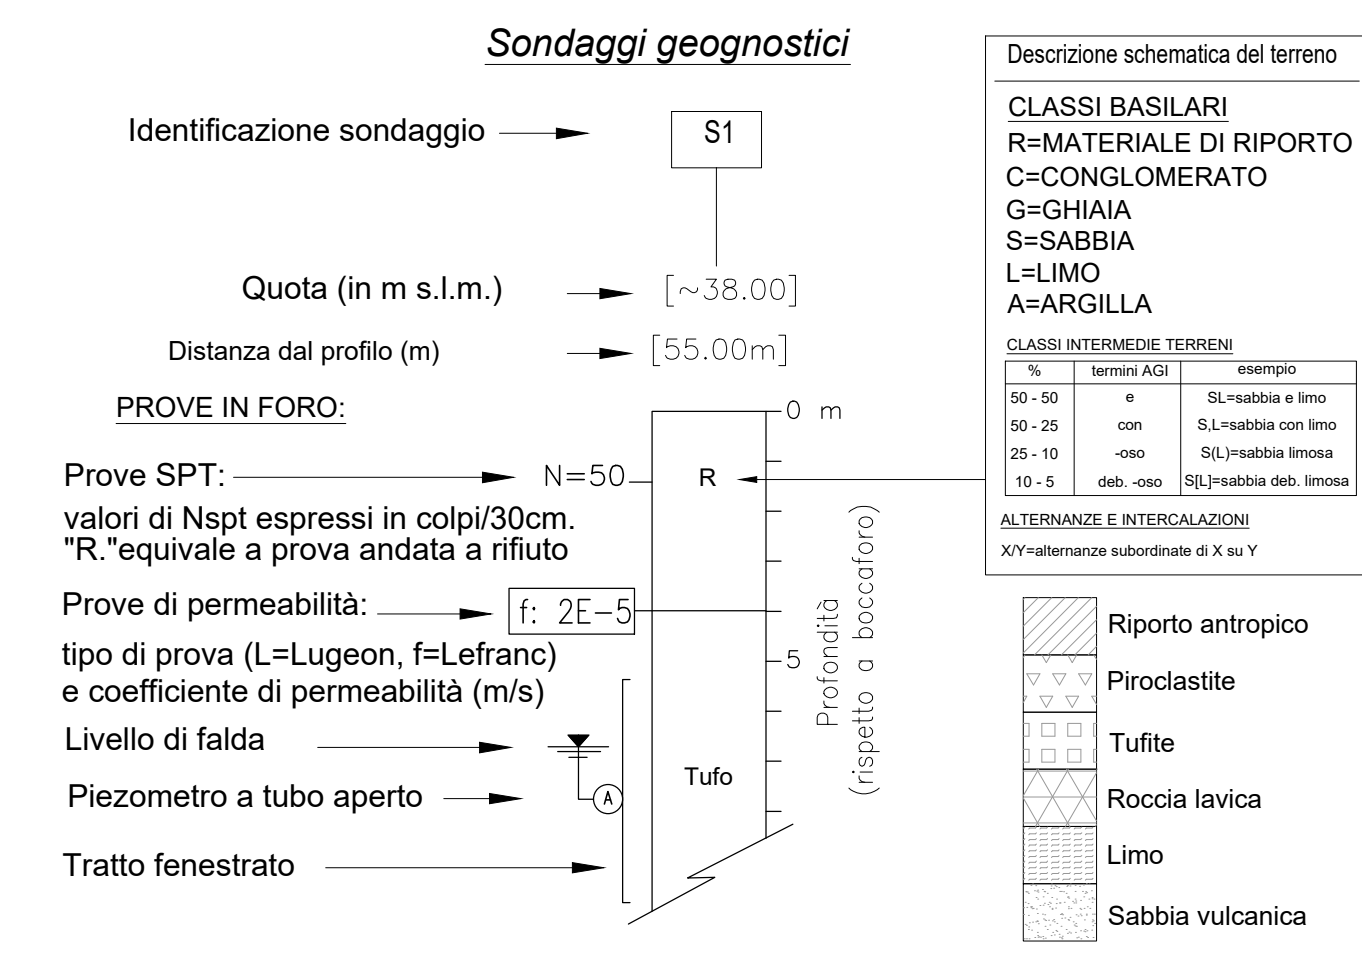 Sondaggi geognostici
Identificazione sondaggio
S1
Quota (in m s.l.m.)
[~38.00]
Distanza dal profilo (m)
[55.00m]
PROVE IN FORO:
0 m
Prove SPT:
N=50
R
valori di Nspt espressi in colpi/30cm.
"R."equivale a prova andata a rifiuto
Prove di permeabilità:
f: 2E-5
tipo di prova (L=Lugeon, f=Lefranc)
e coefficiente di permeabilità (m/s)
5
Profondità
(rispetto a boccaforo)
Livello di falda
Tufo
Piezometro a tubo aperto
A
Tratto fenestrato
Descrizione schematica del terreno
CLASSI BASILARI
R=MATERIALE DI RIPORTO
C=CONGLOMERATO
G=GHIAIA
S=SABBIA
L=LIMO
A=ARGILLA
CLASSI INTERMEDIE TERRENI
% termini AGI esempio
50 - 50 e SL=sabbia e limo
50 - 25 con S,L=sabbia con limo
25 - 10 -oso S(L)=sabbia limosa
10 - 5 deb. -oso S[L]=sabbia deb. limosa
ALTERNANZE E INTERCALAZIONI
X/Y=alternanze subordinate di X su Y
Riporto antropico
Piroclastite
Tufite
Roccia lavica
Limo
Sabbia vulcanica